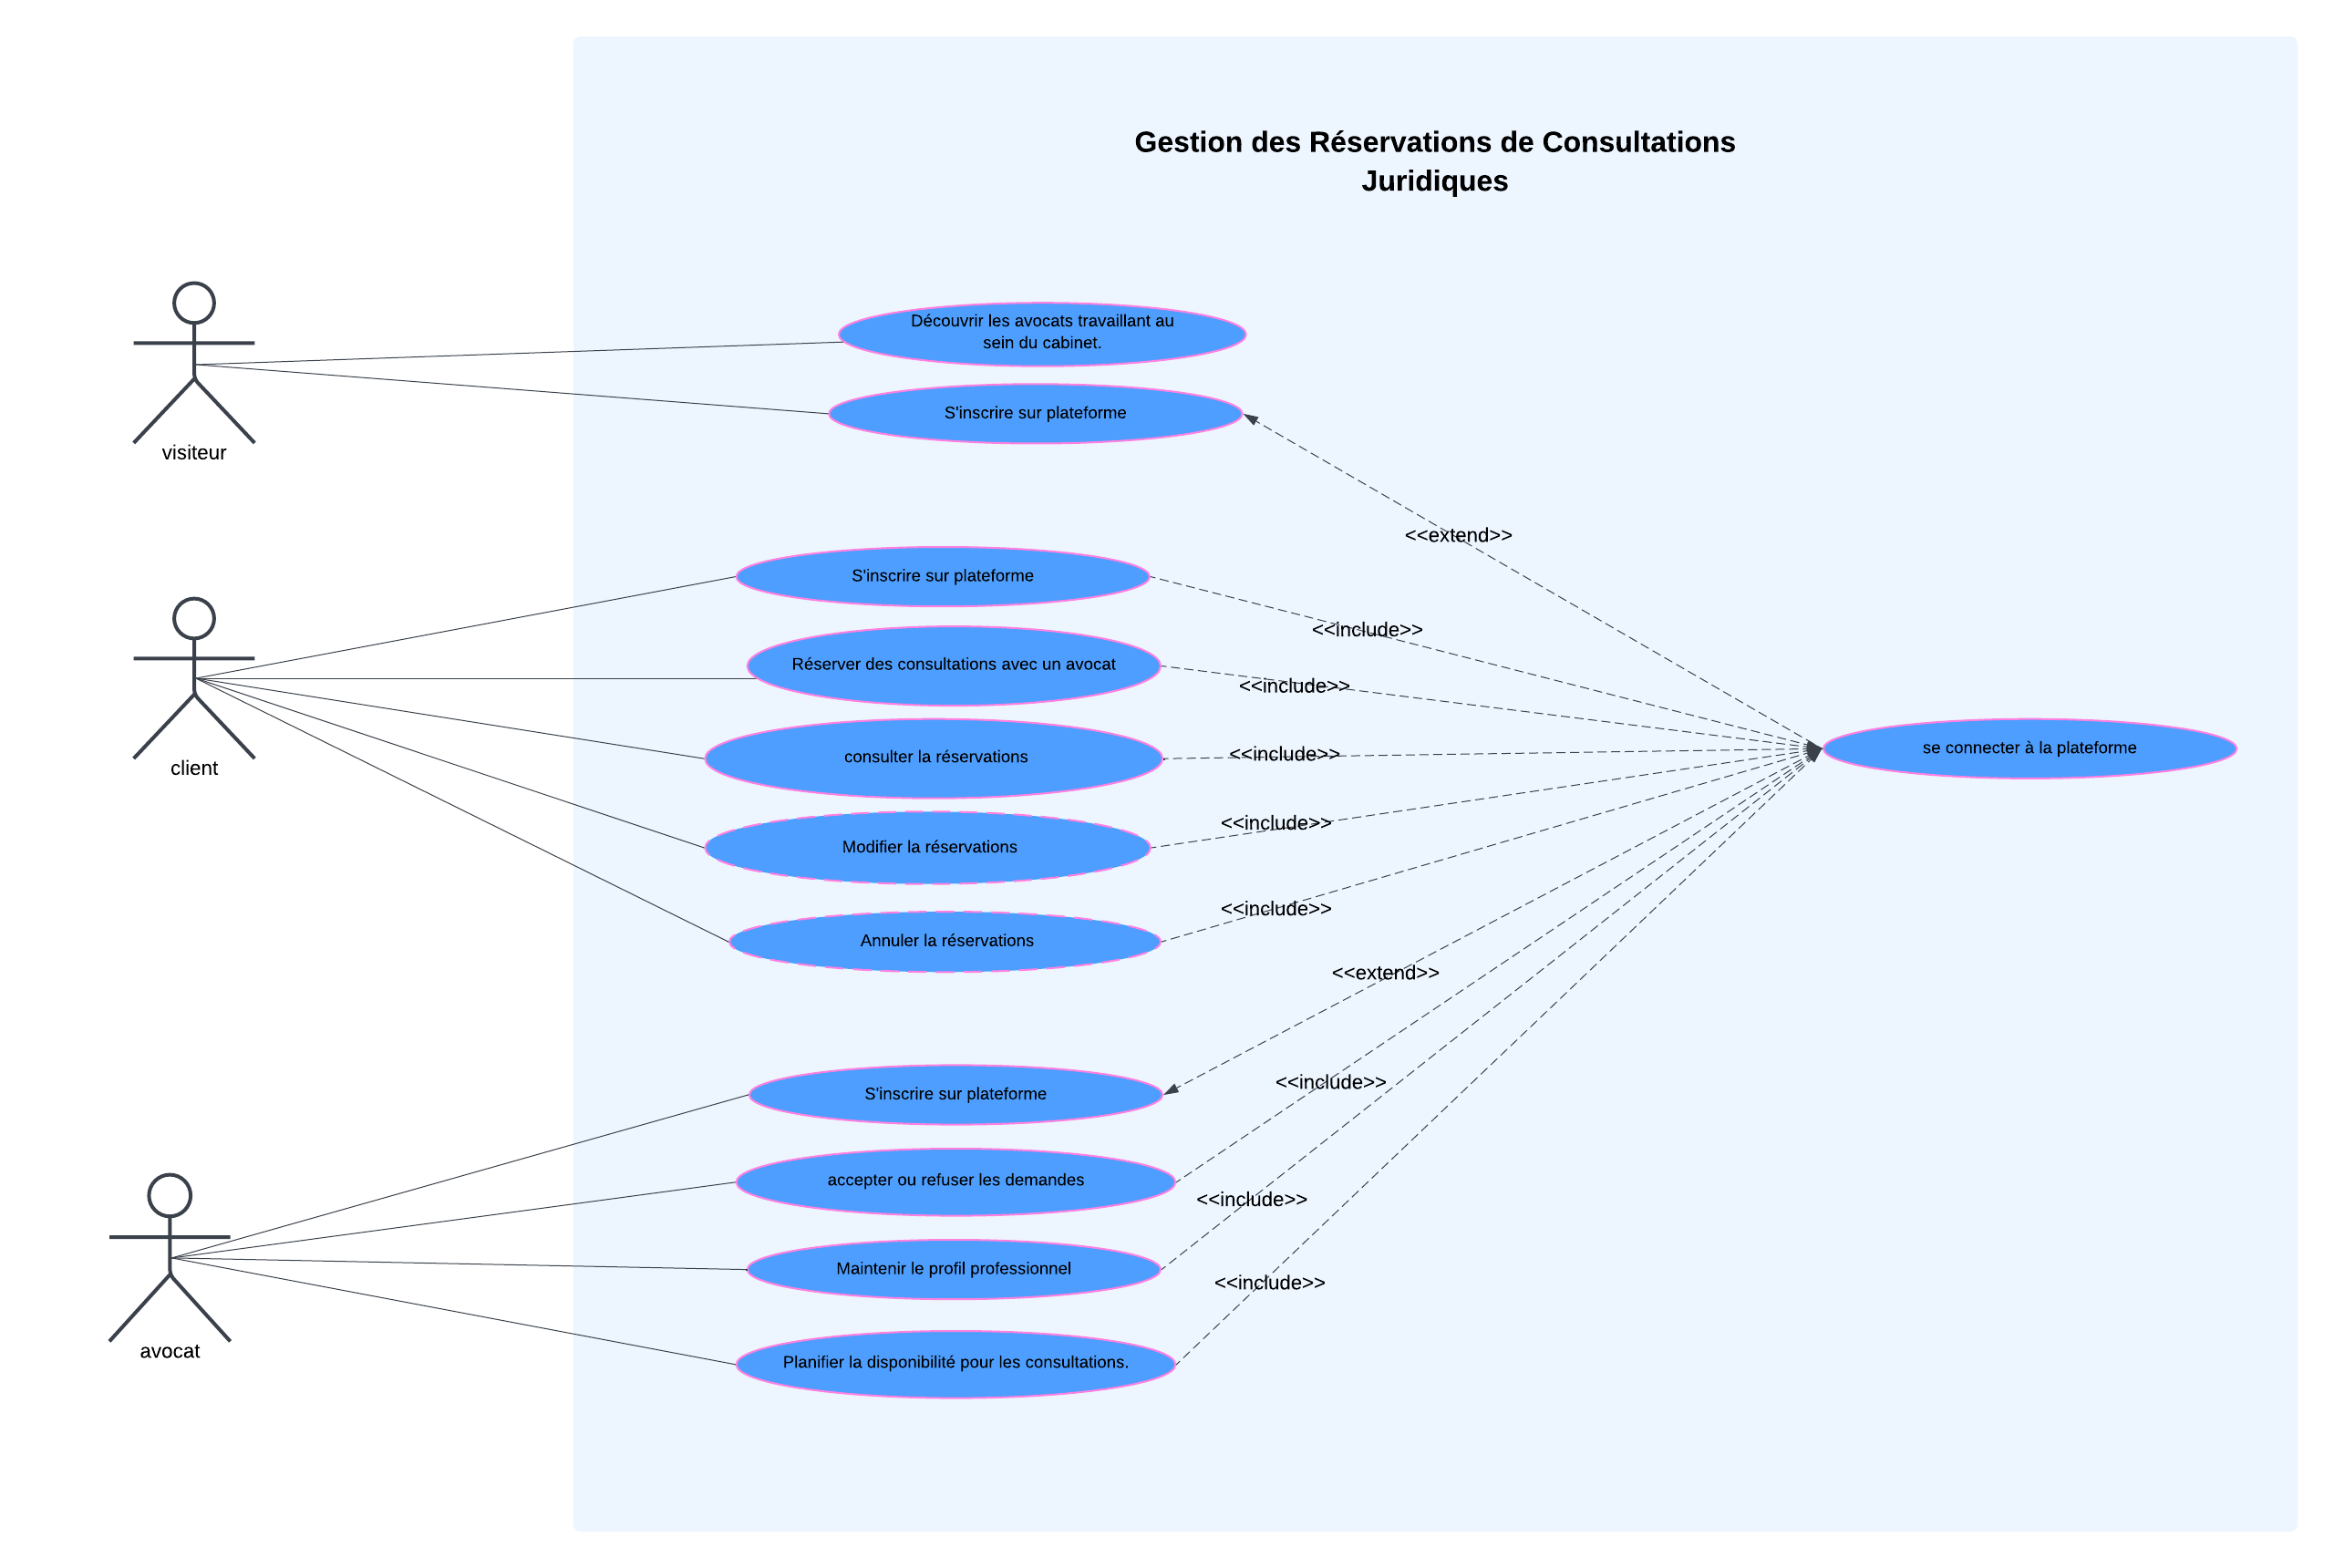 Gestion des Réservations de Consultations
Juridiques
Découvrir les avocats travaillant au
sein du cabinet.
S'inscrire sur plateforme
visiteur
<<extend>>
S'inscrire sur plateforme
<<include>>
Réserver des consultations avec un avocat
<<include>>
client
consulter la réservations
<<include>>
se connecter à la plateforme
Modifier la réservations
<<include>>
Annuler la réservations
<<include>>
<<extend>>
S'inscrire sur plateforme
<<include>>
accepter ou refuser les demandes
<<include>>
Maintenir le profil professionnel
<<include>>
avocat
Planifier la disponibilité pour les consultations.